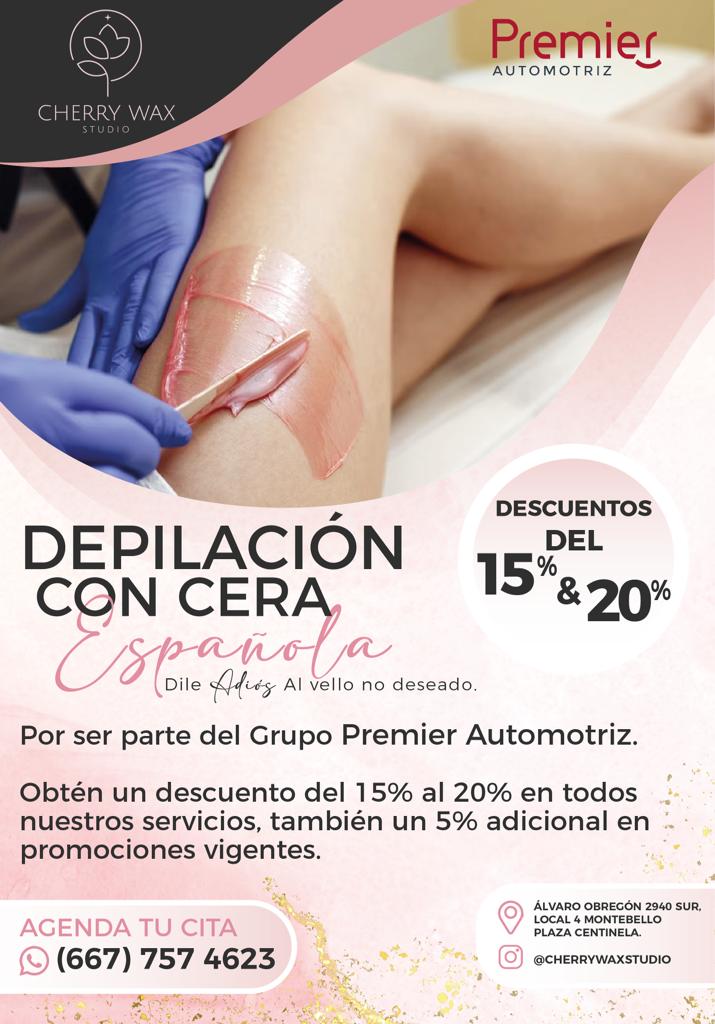 CHERRY WAX
STUDIO
Premier
AUTOMOTRIZ
DESCUENTOS
DEL
15% & 20%
DEPILACIÓN
CON CERA
Española
Dile Adiós Al vello no deseado.
Por ser parte del Grupo Premier Automotriz.
Obtén un descuento del 15% al 20% en todos
nuestros servicios, también un 5% adicional en
promociones vigentes.
AGENDA TU CITA
(667) 757 4623
ÁLVARO OBREGÓN 2940 SUR,
LOCAL 4 MONTEBELLO
PLAZA CENTINELA.
@CHERRYWAXSTUDIO